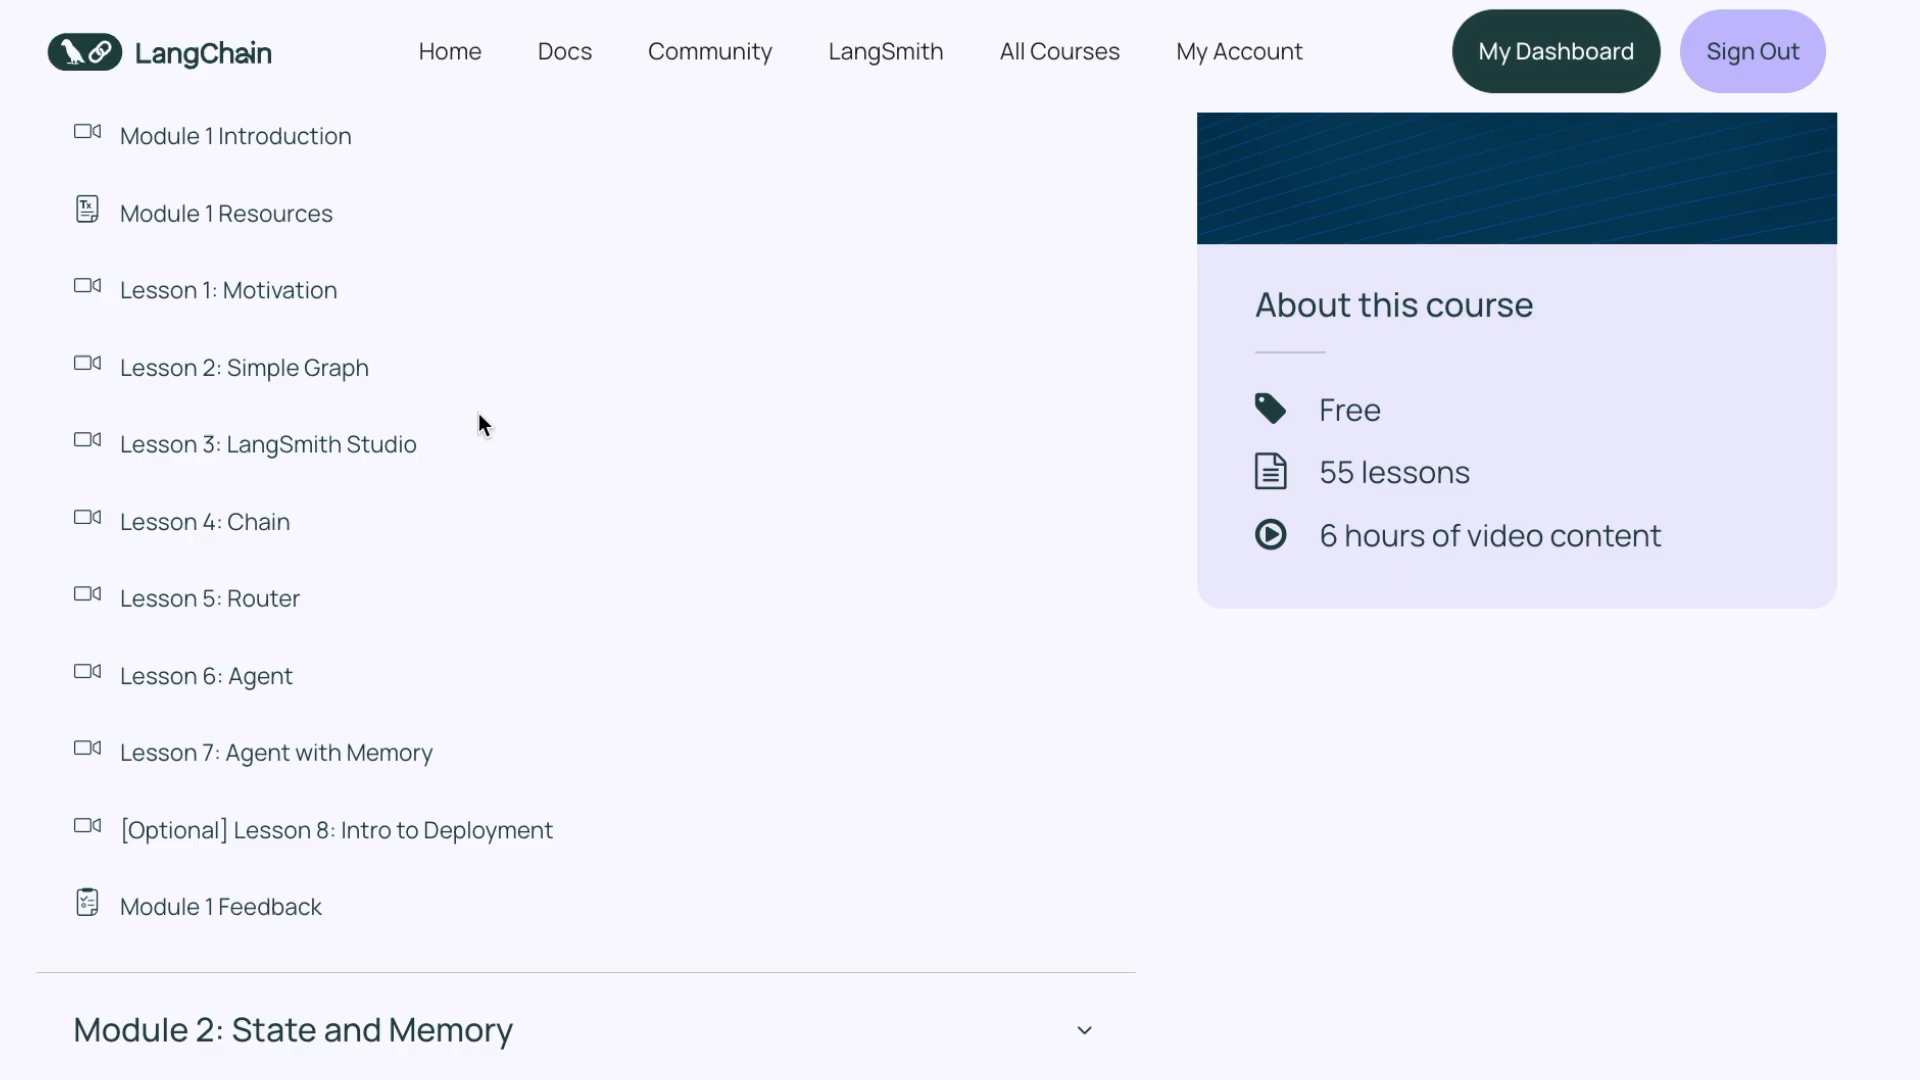 LangChain
Home
Docs
Community
LangSmith
All Courses
My Account
My Dashboard
Sign Out
Module 1 Introduction
Tx
Module 1 Resources
Lesson 1: Motivation
Lesson 2: Simple Graph
Lesson 3: LangSmith Studio
Lesson 4: Chain
Lesson 5: Router
Lesson 6: Agent
Lesson 7: Agent with Memory
[Optional] Lesson 8: Intro to Deployment
Module 1 Feedback
Module 2: State and Memory
About this course
Free
55 lessons
6 hours of video content